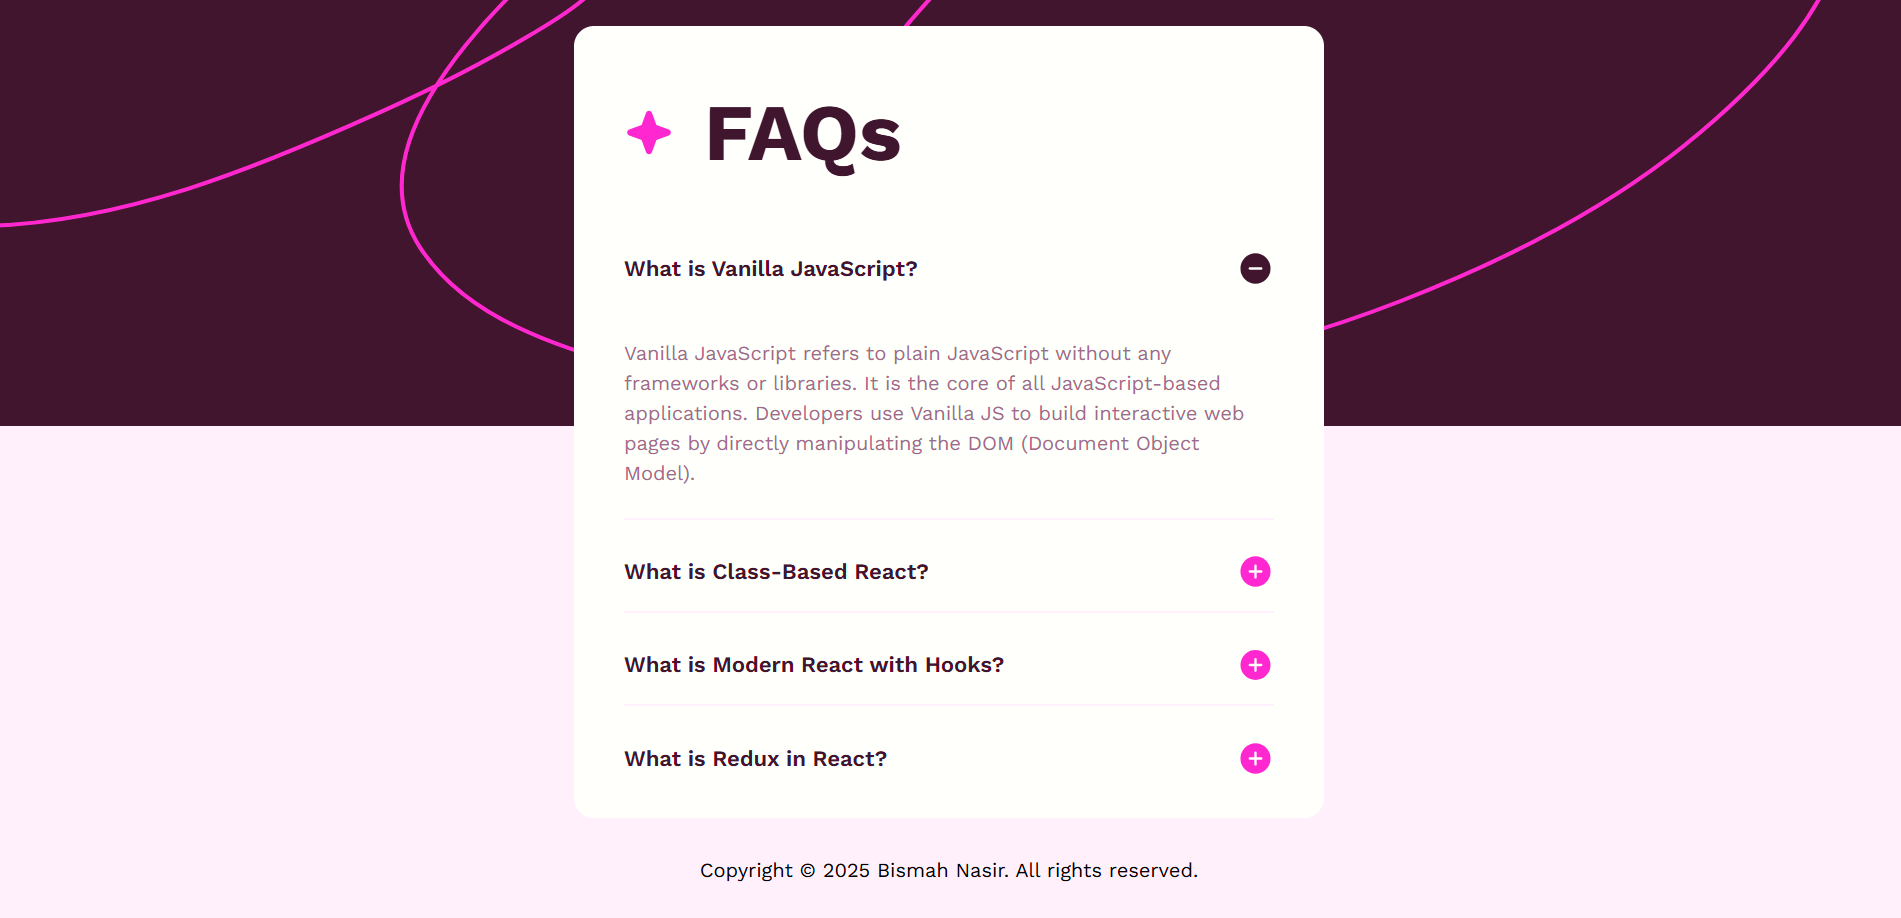 FAQs
What is Vanilla JavaScript?
Vanilla JavaScript refers to plain JavaScript without any
frameworks or libraries. It is the core of all JavaScript-based
applications. Developers use Vanilla JS to build interactive web
pages by directly manipulating the DOM (Document Object
Model).
What is Class-Based React?
What is Modern React with Hooks?
What is Redux in React?
Copyright © 2025 Bismah Nasir. All rights reserved.